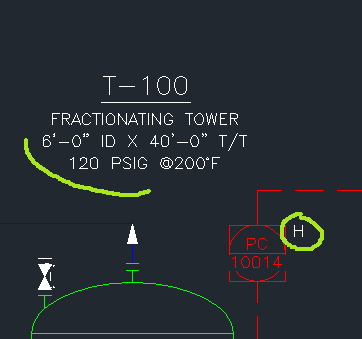 T-100
FRACTIONATING TOWER
6'-0" ID X 40'-0" T/T
120 PSIG @200°F
H
PC
10014